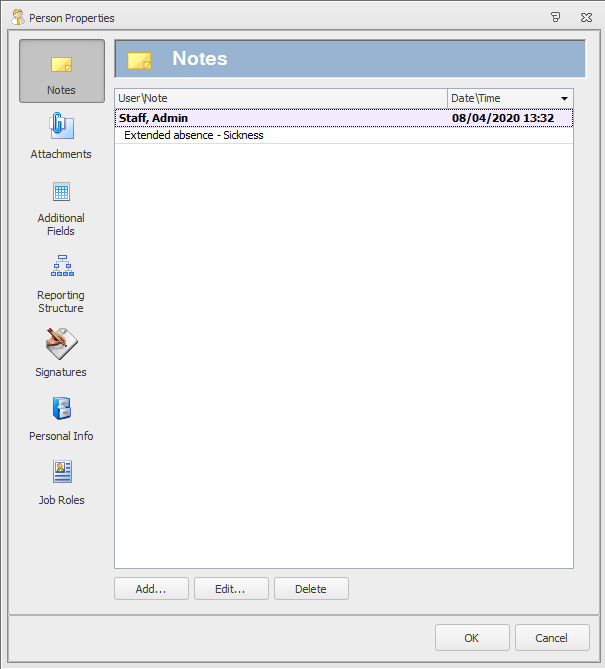 Person Properties
Notes
Notes
User\Note Date\Time
Staff, Admin 08/04/2020 13:32
Extended absence - Sickness
Attachments
Additional
Fields
Reporting
Structure
Signatures
Personal Info
Job Roles
Add... Edit... Delete
OK Cancel